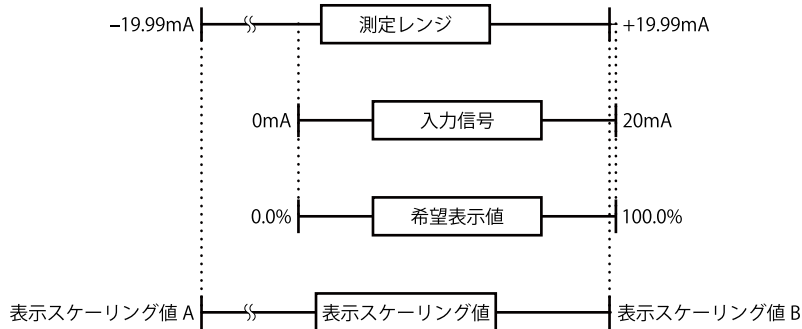 −19.99mA 測定レンジ +19.99mA
0mA 入力信号 20mA
0.0% 希望表示値 100.0%
表示スケーリング値 A 表示スケーリング値 表示スケーリング値 B